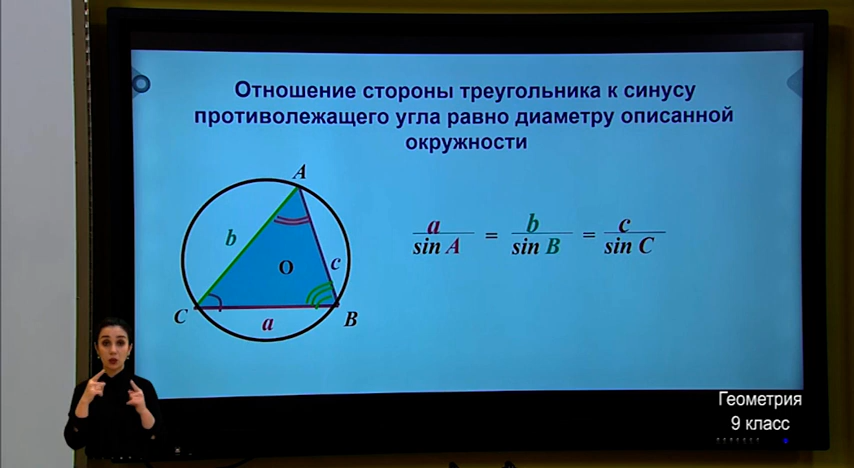 Отношение стороны треугольника к синусу
противолежащего угла равно диаметру описанной
окружности
A
b
c
O
C
a
B
a / sin A = b / sin B = c / sin C
Геометрия
9 класс